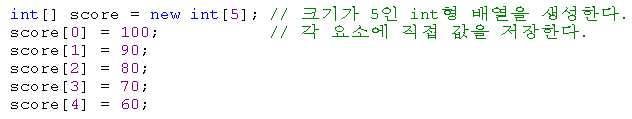 int[] score = new int[5]; // 크기가 5인 int형 배열을 생성한다.
score[0] = 100;          // 각 요소에 직접 값을 저장한다.
score[1] = 90;
score[2] = 80;
score[3] = 70;
score[4] = 60;